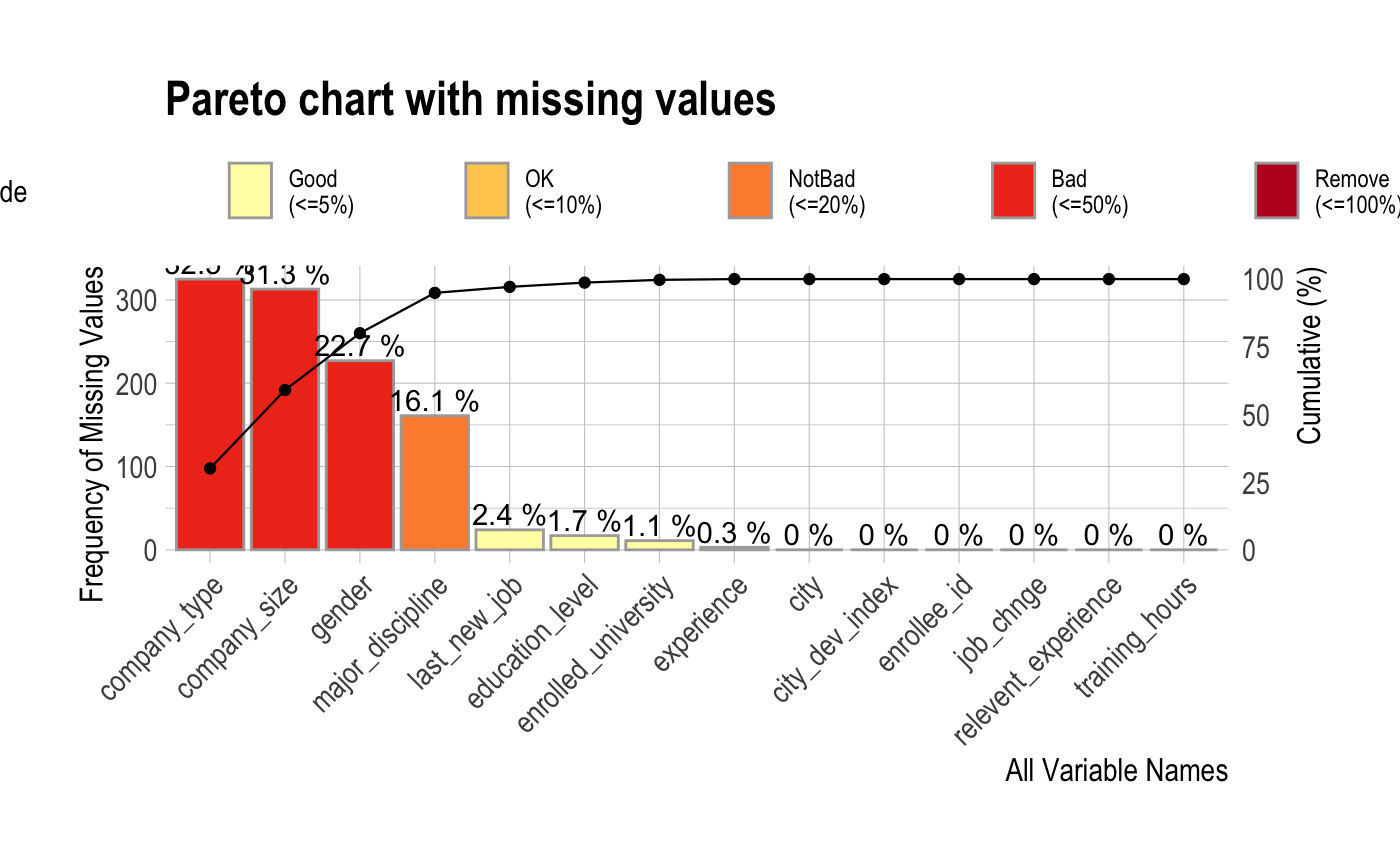 Pareto chart with missing values
de
Good
(<=5%)
OK
(<=10%)
NotBad
(<=20%)
Bad
(<=50%)
Remove
(<=100%)
Frequency of Missing Values
300
200
100
0
31.3 %
22.7 %
16.1 %
2.4 %
1.7 %
1.1 %
0.3 %
0 %
0 %
0 %
0 %
0 %
0 %
100
75
50
25
0
Cumulative (%)
company_type
company_size
gender
major_discipline
last_new_job
education_level
enrolled_university
experience
city
city_dev_index
enrollee_id
job_chnge
relevent_experience
training_hours
All Variable Names